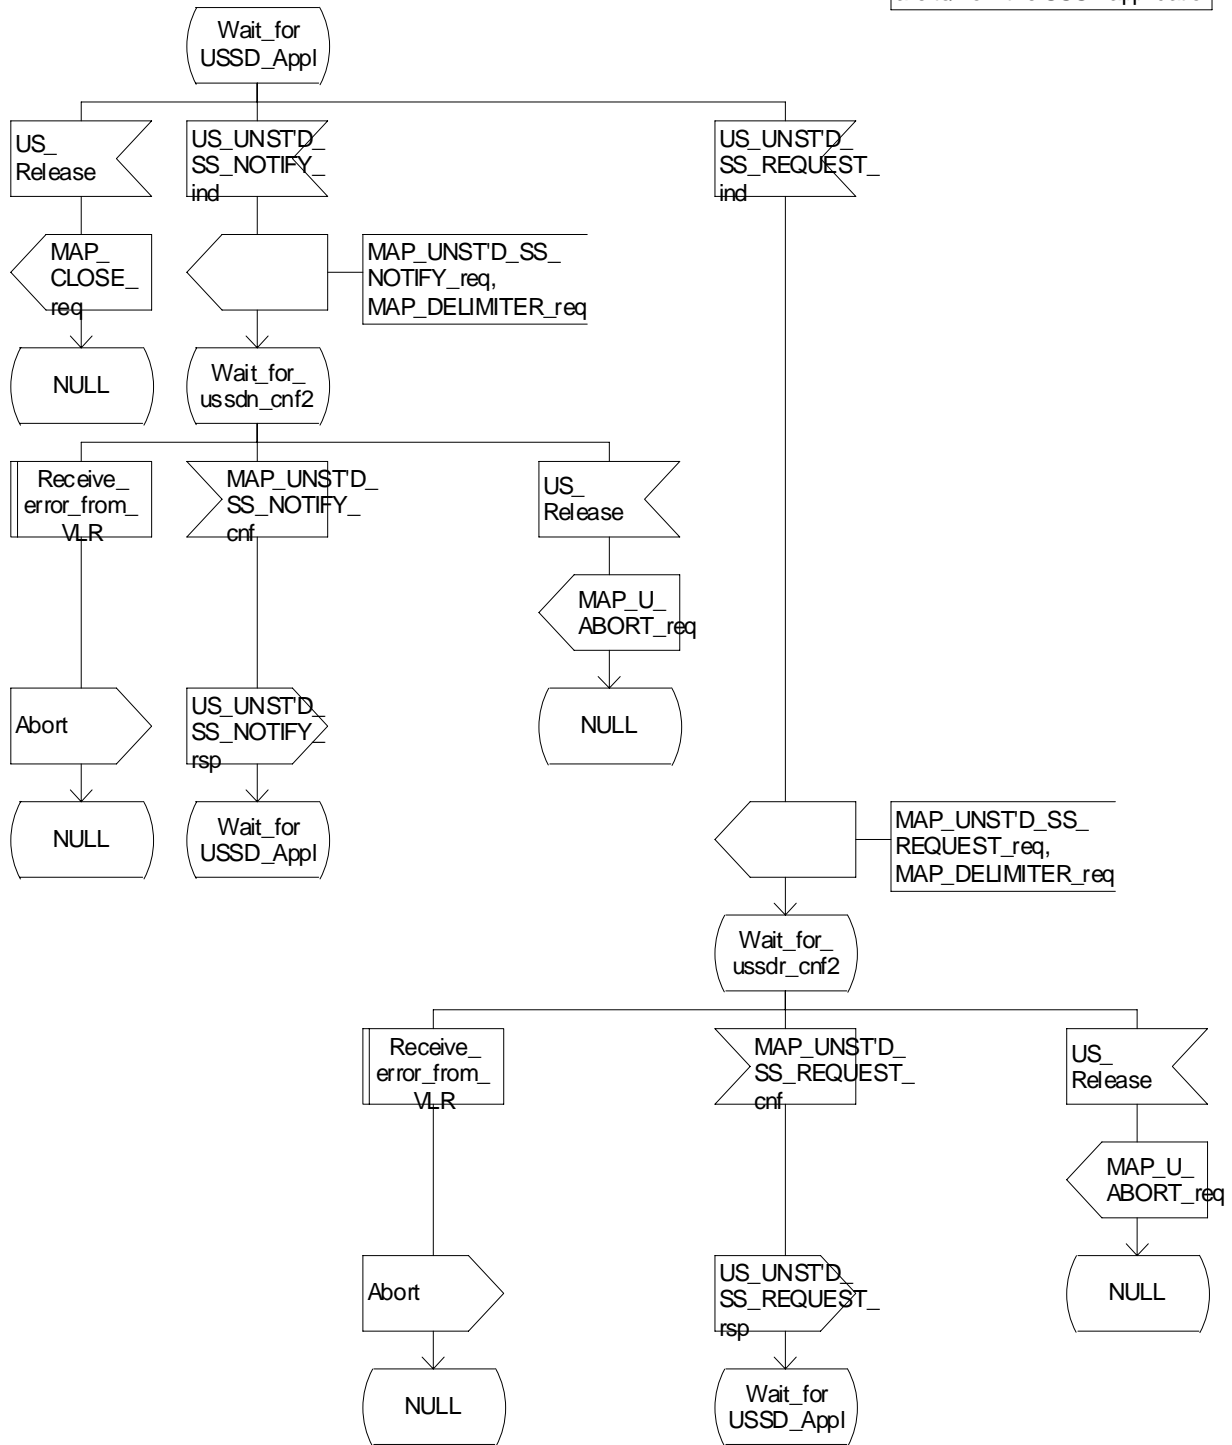 Wait_for
USSD_Appl
US_
Release
US_UNST'D_
SS_NOTIFY_
ind
US_UNST'D_
SS_REQUEST_
ind
MAP_
CLOSE_
req
MAP_UNST'D_SS_
NOTIFY_req,
MAP_DELIMITER_req
NULL
Wait_for_
ussdn_cnf2
Receive_
error_from_
VLR
MAP_UNST'D_
SS_NOTIFY_
cnf
US_
Release
MAP_U_
ABORT_req
Abort
US_UNST'D_
SS_NOTIFY_
rsp
NULL
NULL
Wait_for
USSD_Appl
MAP_UNST'D_SS_
REQUEST_req,
MAP_DELIMITER_req
Wait_for_
ussdr_cnf2
Receive_
error_from_
VLR
MAP_UNST'D_
SS_REQUEST_
cnf
US_
Release
MAP_U_
ABORT_req
Abort
US_UNST'D_
SS_REQUEST_
rsp
NULL
NULL
Wait_for
USSD_Appl